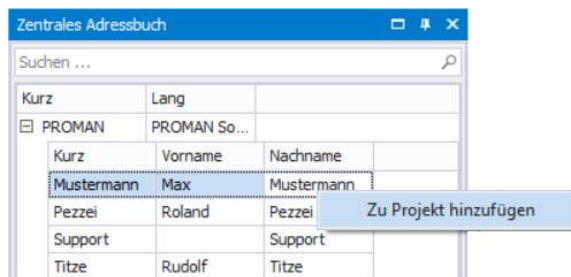 Zentrales Adressbuch
Suchen ...
Kurz Lang
PROMAN PROMAN So...
Kurz Vorname Nachname
Mustermann Max Mustermann
Pezzei Roland Pezzei Zu Projekt hinzufügen
Support Support
Titze Rudolf Titze